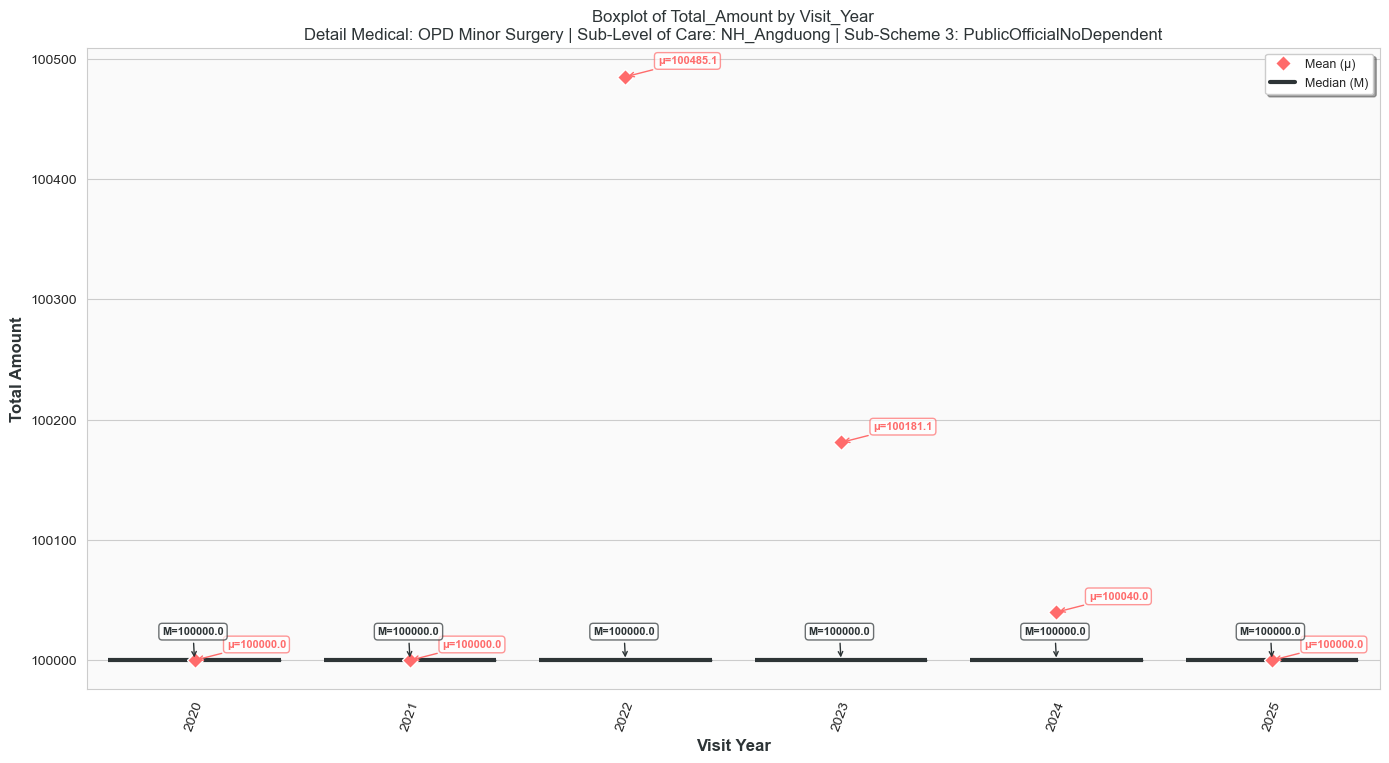 Boxplot of Total_Amount by Visit_Year
Detail Medical: OPD Minor Surgery | Sub-Level of Care: NH_Angduong | Sub-Scheme 3: PublicOfficialNoDependent
Mean (μ)
Median (M)
Total Amount
100500
100400
100300
100200
100100
100000
μ=100485.1
μ=100181.1
μ=100040.0
M=100000.0
μ=100000.0
M=100000.0
μ=100000.0
M=100000.0
M=100000.0
M=100000.0
M=100000.0
μ=100000.0
2020
2021
2022
2023
2024
2025
Visit Year